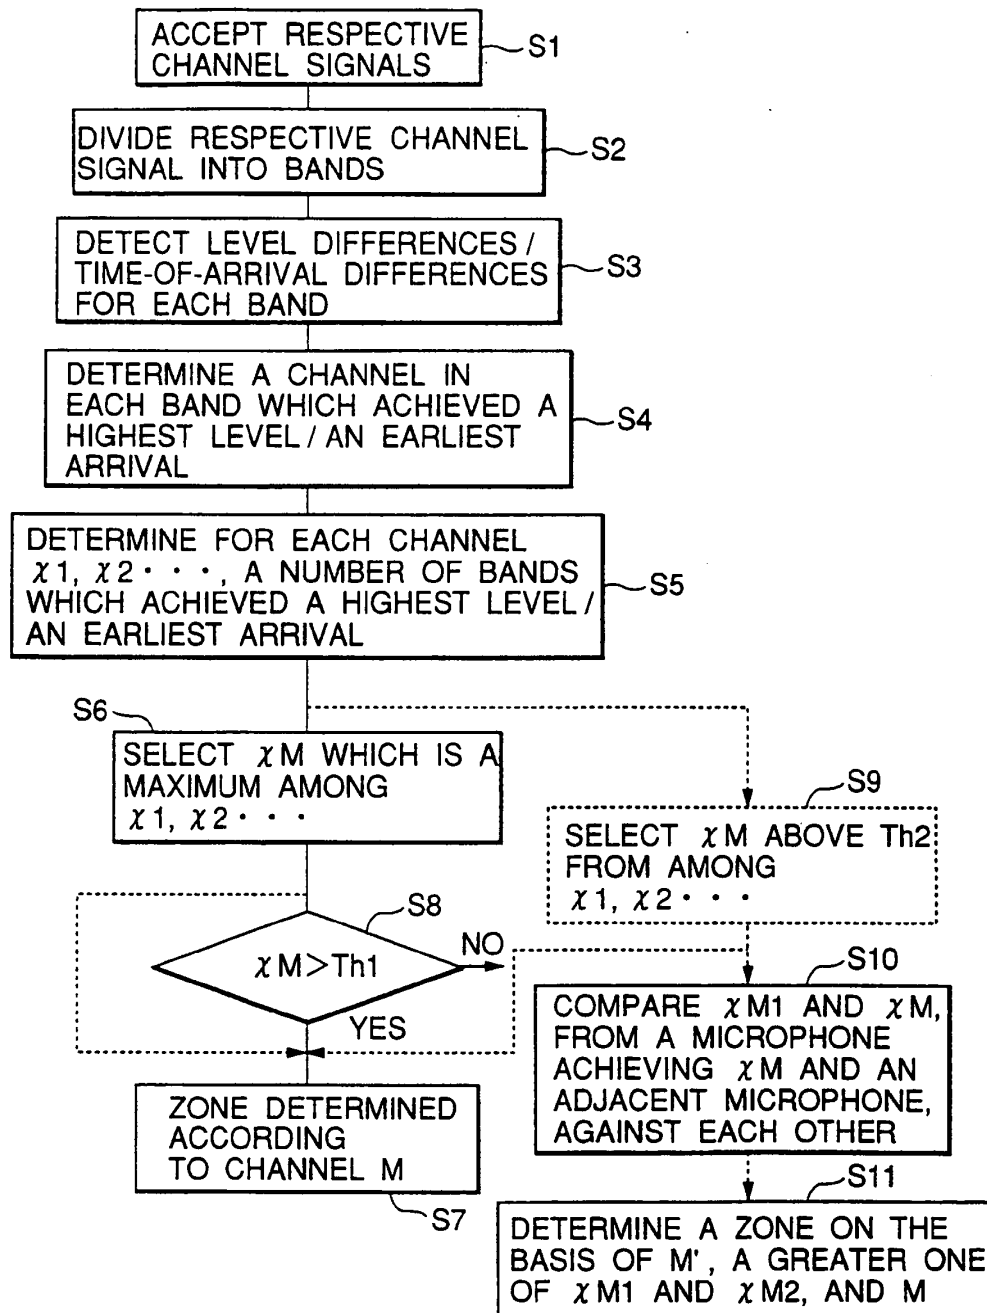 ACCEPT RESPECTIVE
CHANNEL SIGNALS
S1
DIVIDE RESPECTIVE CHANNEL
SIGNAL INTO BANDS
S2
DETECT LEVEL DIFFERENCES /
TIME-OF-ARRIVAL DIFFERENCES
FOR EACH BAND
S3
DETERMINE A CHANNEL IN
EACH BAND WHICH ACHIEVED A
HIGHEST LEVEL / AN EARLIEST
ARRIVAL
S4
DETERMINE FOR EACH CHANNEL
χ1, χ2 · · ·, A NUMBER OF BANDS
WHICH ACHIEVED A HIGHEST LEVEL /
AN EARLIEST ARRIVAL
S5
S6
SELECT χM WHICH IS A
MAXIMUM AMONG
χ1, χ2 · · ·
S9
SELECT χM ABOVE Th2
FROM AMONG
χ1, χ2 · · ·
S8
χM>Th1
NO
YES
S10
COMPARE χM1 AND χM,
FROM A MICROPHONE
ACHIEVING χM AND AN
ADJACENT MICROPHONE,
AGAINST EACH OTHER
ZONE DETERMINED
ACCORDING
TO CHANNEL M
S7
S11
DETERMINE A ZONE ON THE
BASIS OF M', A GREATER ONE
OF χM1 AND χM2, AND M